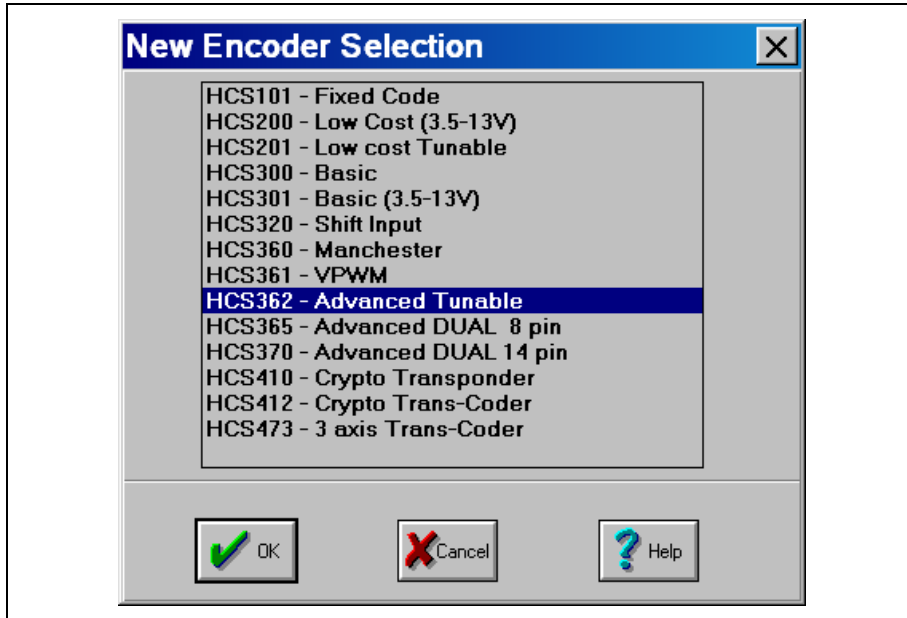 New Encoder Selection
HCS101 - Fixed Code
HCS200 - Low Cost (3.5-13V)
HCS201 - Low cost Tunable
HCS300 - Basic
HCS301 - Basic (3.5-13V)
HCS320 - Shift Input
HCS360 - Manchester
HCS361 - VPWM
HCS362 - Advanced Tunable
HCS365 - Advanced DUAL  8 pin
HCS370 - Advanced DUAL 14 pin
HCS410 - Crypto Transponder
HCS412 - Crypto Trans-Coder
HCS473 - 3 axis Trans-Coder
OK Cancel Help